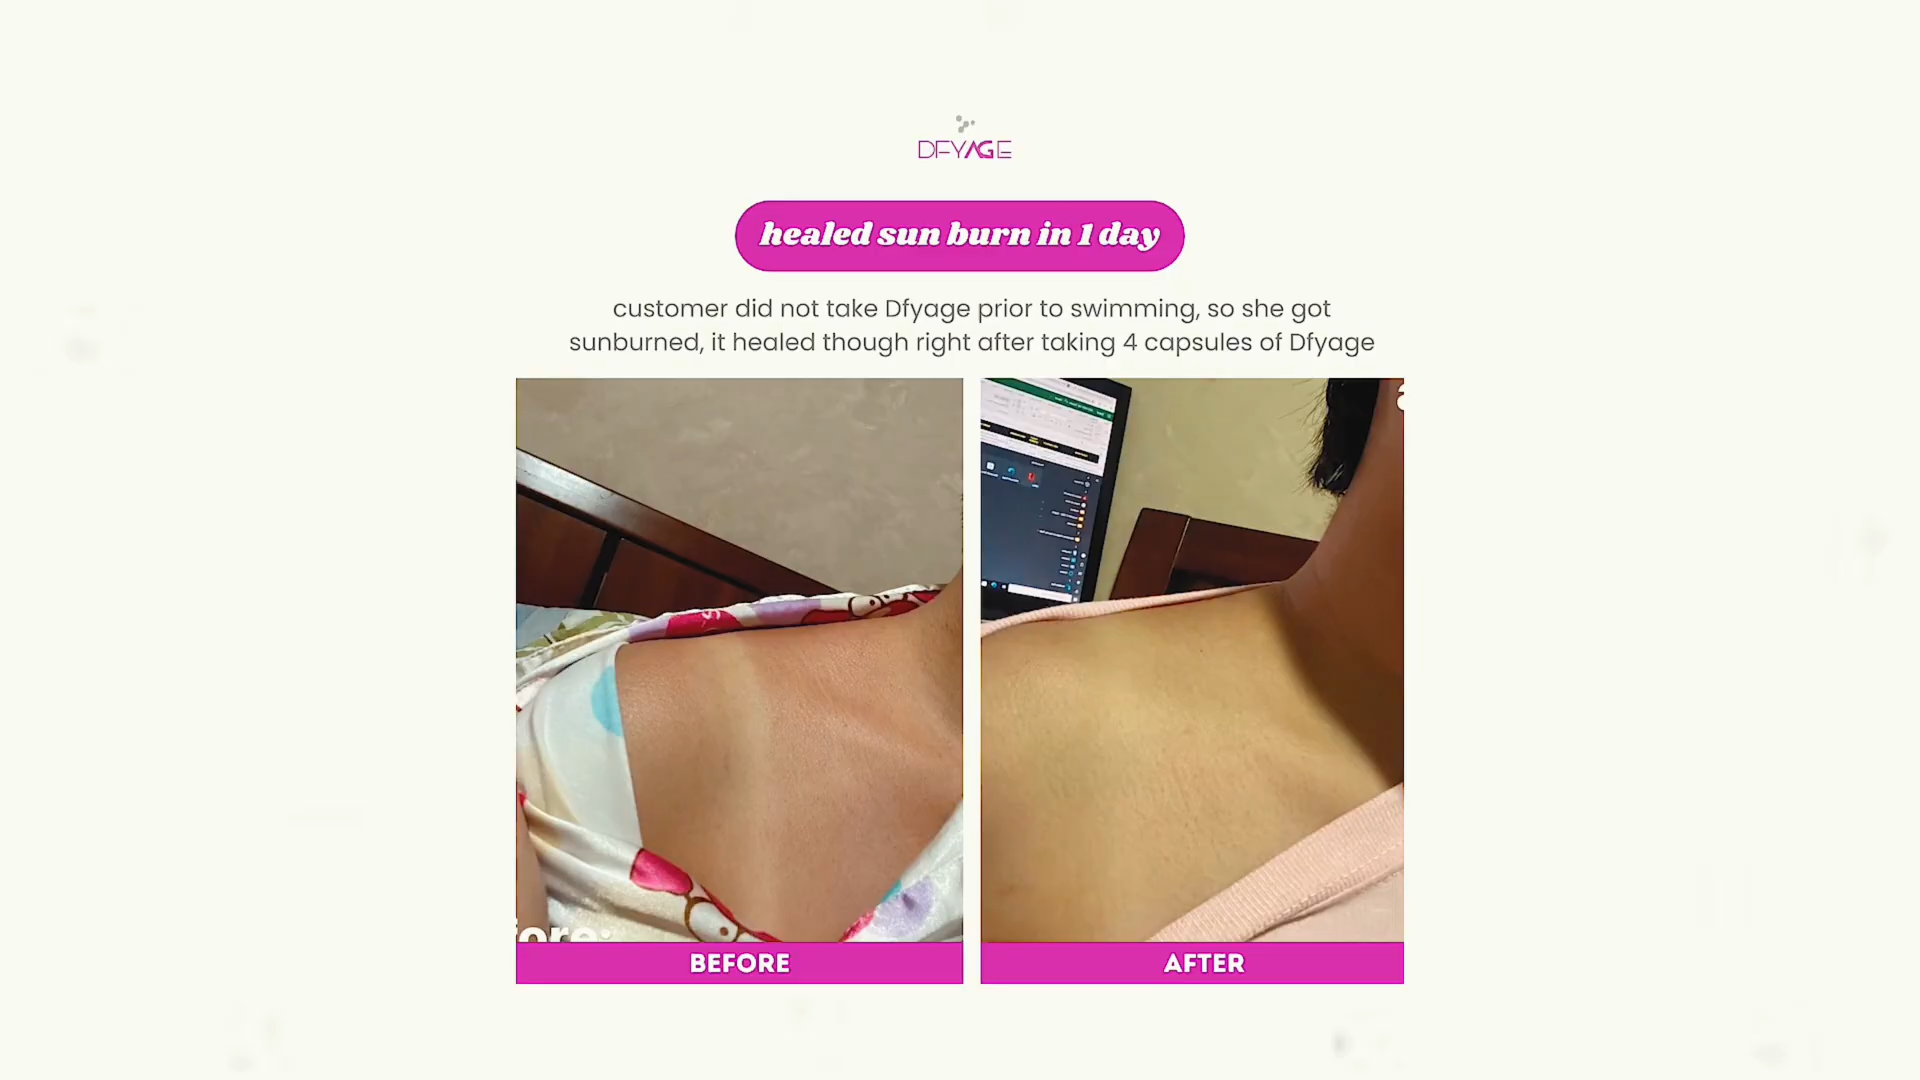 DFYAGE
healed sun burn in 1 day
customer did not take Dfyage prior to swimming, so she got
sunburned, it healed though right after taking 4 capsules of Dfyage
fore:
BEFORE
AFTER